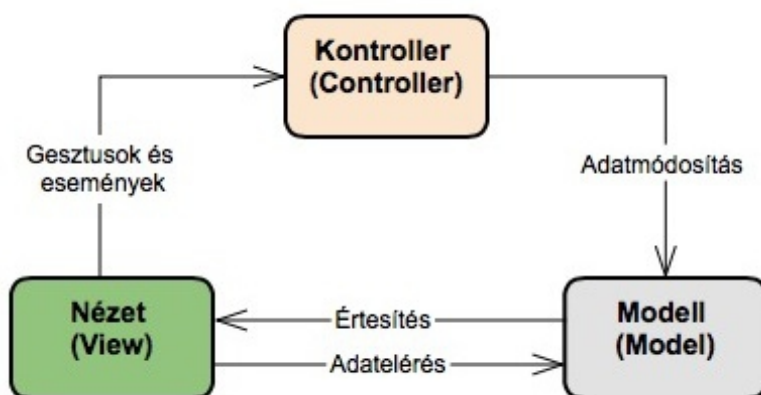 Kontroller
(Controller)
Gesztusok és
események
Adatmódosítás
Nézet
(View)
Értesítés
Adatelérés
Modell
(Model)